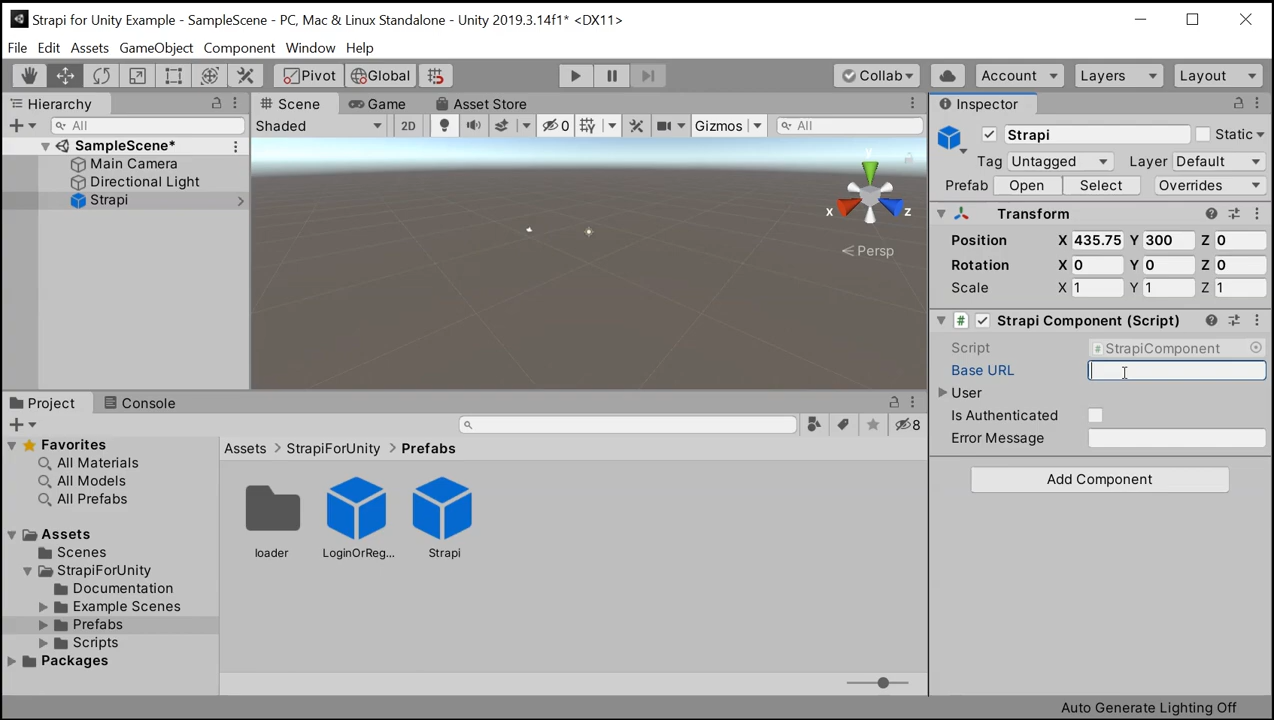 Strapi for Unity Example - SampleScene - PC, Mac & Linux Standalone - Unity 2019.3.14f1* <DX11>
File Edit Assets GameObject Component Window Help
Pivot Global Collab Account Layers Layout
Hierarchy
All
SampleScene*
Main Camera
Directional Light
Strapi
Scene Game Asset Store
Shaded 2D 0 Gizmos All
y
x z
Persp
Inspector
Strapi Static
Tag Untagged Layer Default
Prefab Open Select Overrides
Transform
Position X 435.75 Y 300 Z 0
Rotation X 0 Y 0 Z 0
Scale X 1 Y 1 Z 1
# Strapi Component (Script)
Script # StrapiComponent
Base URL
User
Is Authenticated
Error Message
Add Component
Project Console
8
Favorites
All Materials
All Models
All Prefabs
Assets
Scenes
StrapiForUnity
Documentation
Example Scenes
Prefabs
Scripts
Packages
Assets > StrapiForUnity > Prefabs
loader LoginOrReg... Strapi
Auto Generate Lighting Off